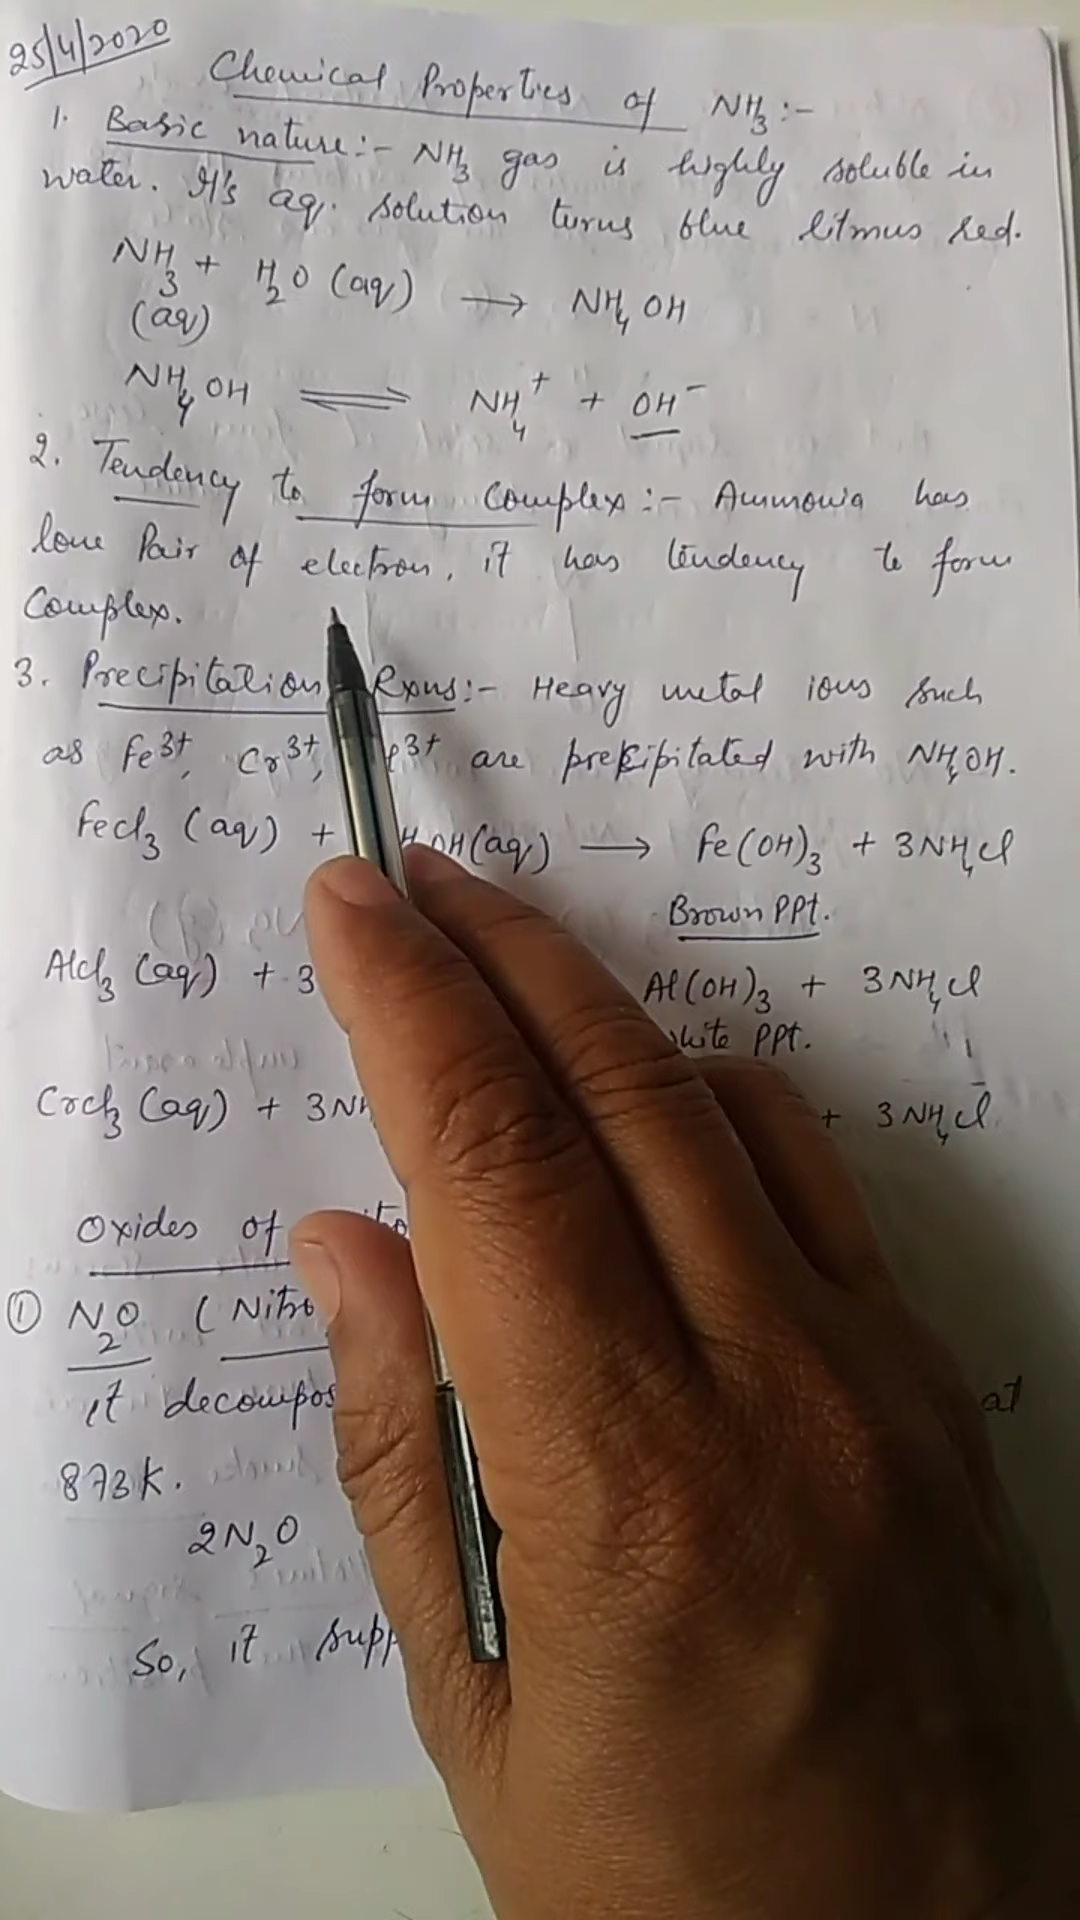 25/4/2020
Chemical Properties of NH₃:-
1. Basic nature:- NH₃ gas is highly soluble in
water. It's aq. solution turns blue litmus red.
NH₃ + H₂O (aq) → NH₄OH
(aq)
NH₄OH ⇌ NH₄⁺ + OH⁻
2. Tendency to form complex:- Ammonia has
lone Pair of electron, it has tendency to form
Complex.
3. Precipitation Rxns:- Heavy metal ions such
as Fe³⁺, Cr³⁺, ³⁺ are precipitated with NH₄OH.
FeCl₃ (aq) + OH(aq) → Fe(OH)₃ + 3NH₄Cl
Brown PPt.
AlCl₃ (aq) + 3 Al(OH)₃ + 3NH₄Cl
PPt.
CrCl₃ (aq) + 3NH + 3NH₄Cl
Oxides of
① N₂O (Nitro
it decompos at
873K.
2N₂O
So, it supp